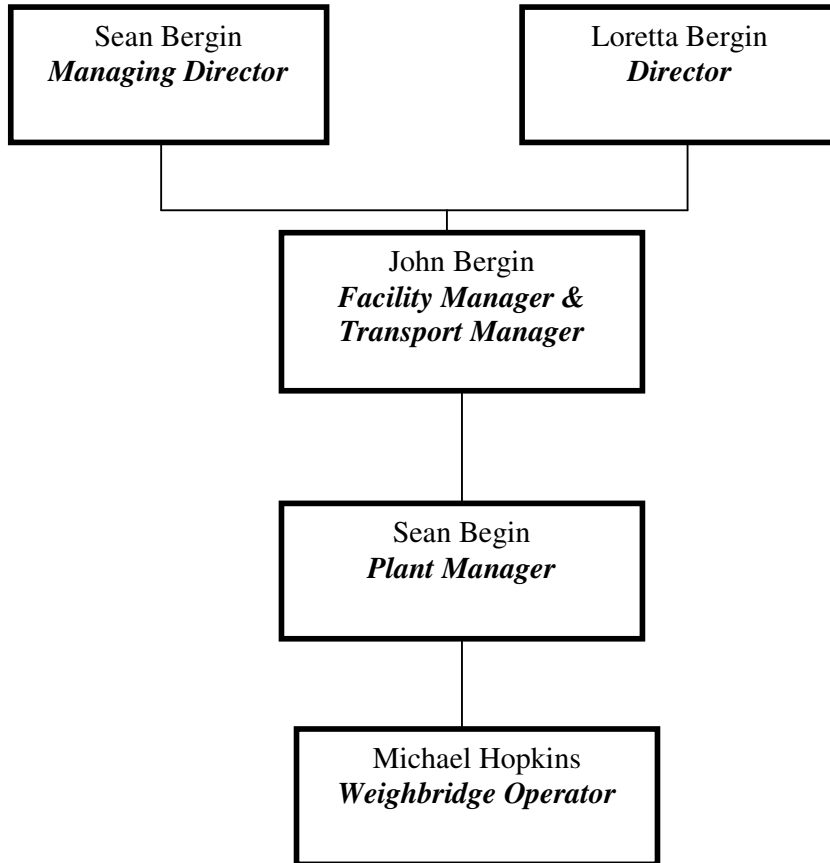 Sean Bergin
Managing Director
Loretta Bergin
Director
John Bergin
Facility Manager &
Transport Manager
Sean Begin
Plant Manager
Michael Hopkins
Weighbridge Operator